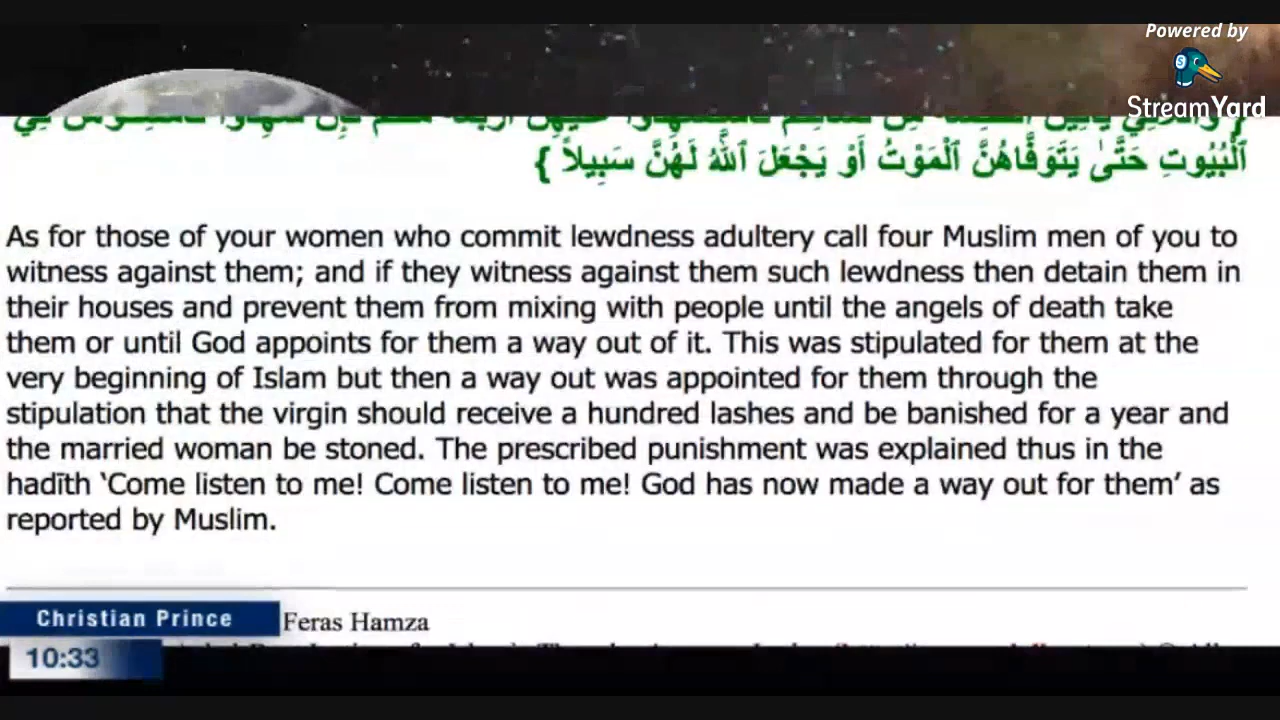 Powered by
StreamYard
ٱلْبُيُوتِ حَتَّىٰ يَتَوَفَّاهُنَّ ٱلْمَوْتُ أَوْ يَجْعَلَ ٱللَّهُ لَهُنَّ سَبِيلاً }
As for those of your women who commit lewdness adultery call four Muslim men of you to
witness against them; and if they witness against them such lewdness then detain them in
their houses and prevent them from mixing with people until the angels of death take
them or until God appoints for them a way out of it. This was stipulated for them at the
very beginning of Islam but then a way out was appointed for them through the
stipulation that the virgin should receive a hundred lashes and be banished for a year and
the married woman be stoned. The prescribed punishment was explained thus in the
hadīth ‘Come listen to me! Come listen to me! God has now made a way out for them’ as
reported by Muslim.
Christian Prince
Feras Hamza
10:33